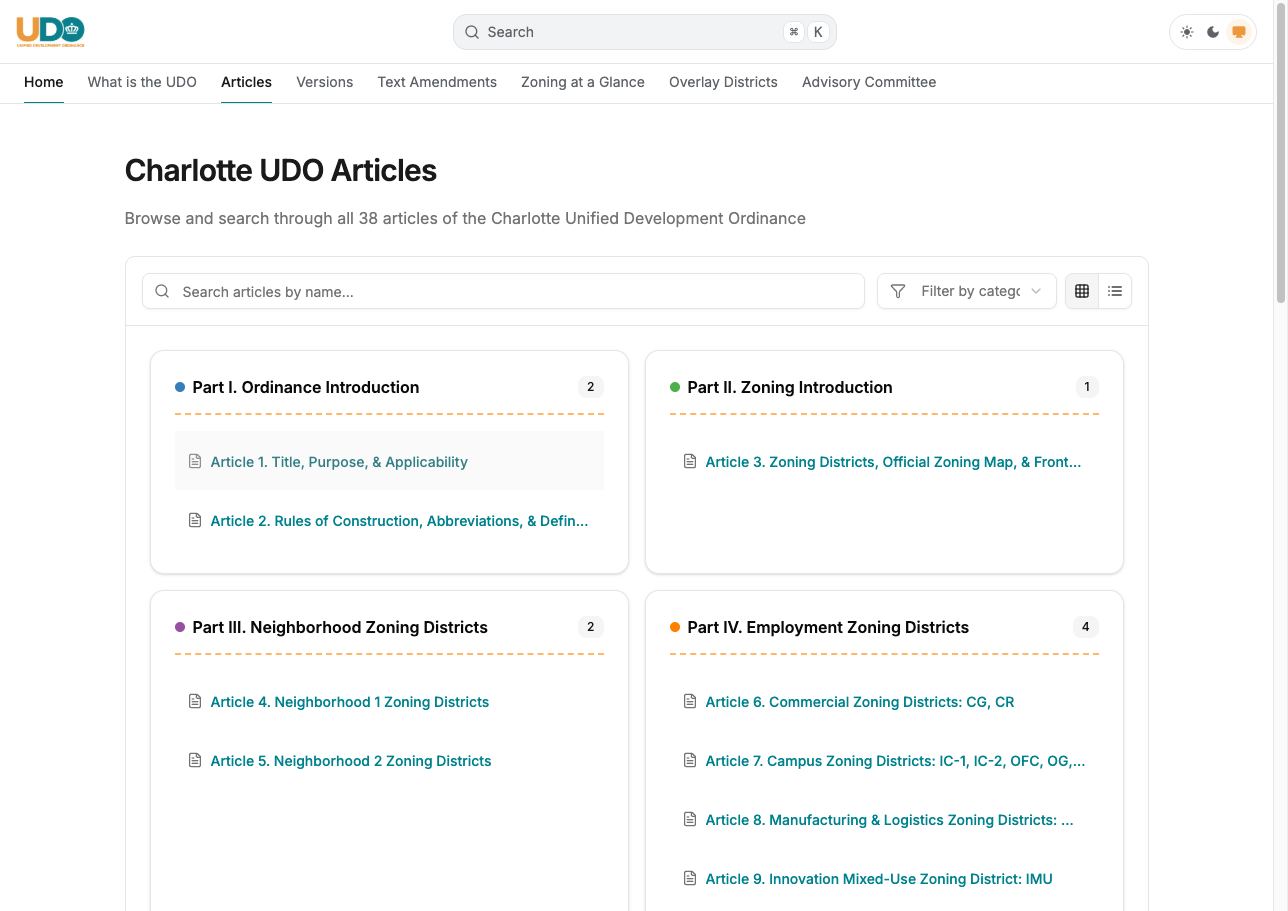 UDO
UNIFIED DEVELOPMENT ORDINANCE
Search
⌘ K
Home What is the UDO Articles Versions Text Amendments Zoning at a Glance Overlay Districts Advisory Committee
Charlotte UDO Articles
Browse and search through all 38 articles of the Charlotte Unified Development Ordinance
Search articles by name...
Filter by catego
Part I. Ordinance Introduction 2
Article 1. Title, Purpose, & Applicability
Article 2. Rules of Construction, Abbreviations, & Defin...
Part II. Zoning Introduction 1
Article 3. Zoning Districts, Official Zoning Map, & Front...
Part III. Neighborhood Zoning Districts 2
Article 4. Neighborhood 1 Zoning Districts
Article 5. Neighborhood 2 Zoning Districts
Part IV. Employment Zoning Districts 4
Article 6. Commercial Zoning Districts: CG, CR
Article 7. Campus Zoning Districts: IC-1, IC-2, OFC, OG,...
Article 8. Manufacturing & Logistics Zoning Districts: ...
Article 9. Innovation Mixed-Use Zoning District: IMU